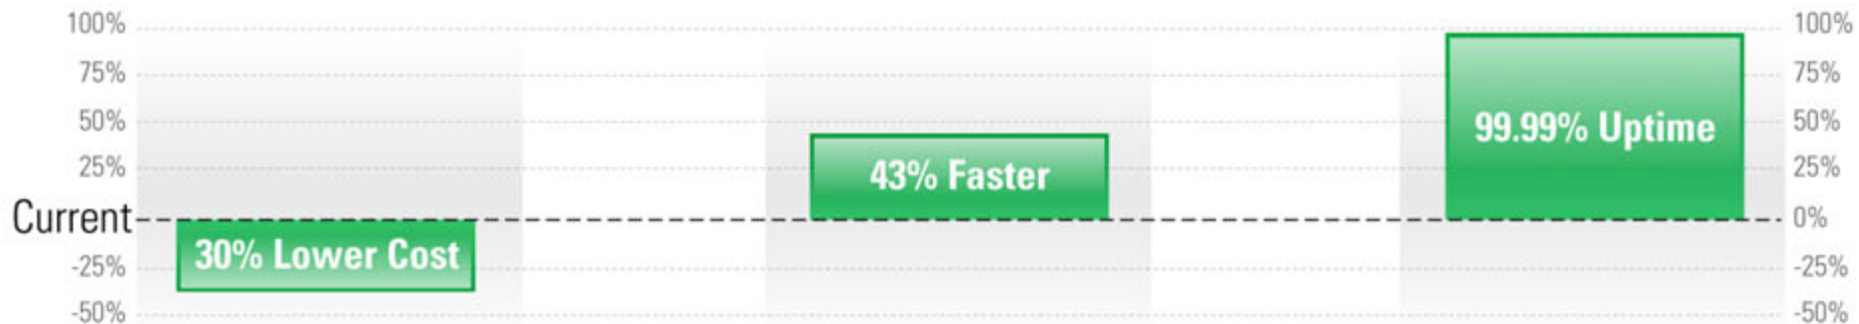 100% 100%
75% 75%
50% 99.99% Uptime 50%
25% 43% Faster 25%
Current 0%
-25% 30% Lower Cost -25%
-50% -50%